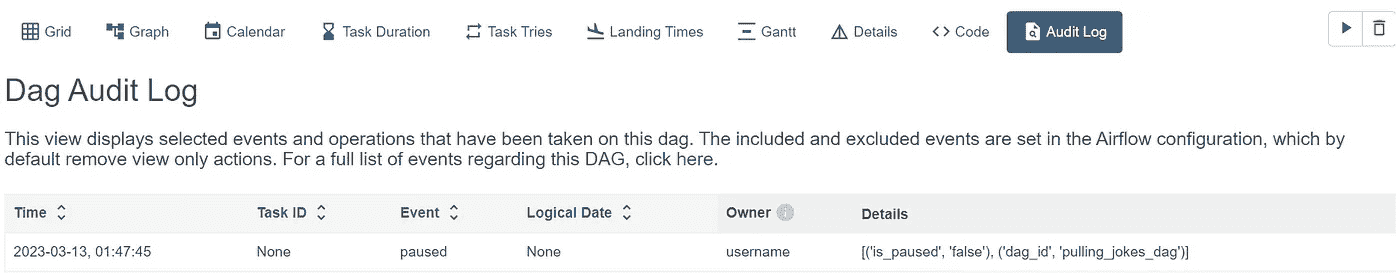 Grid Graph Calendar Task Duration Task Tries Landing Times Gantt Details Code Audit Log
Dag Audit Log
This view displays selected events and operations that have been taken on this dag. The included and excluded events are set in the Airflow configuration, which by
default remove view only actions. For a full list of events regarding this DAG, click here.
Time Task ID Event Logical Date Owner Details
2023-03-13, 01:47:45 None paused None username [('is_paused', 'false'), ('dag_id', 'pulling_jokes_dag')]